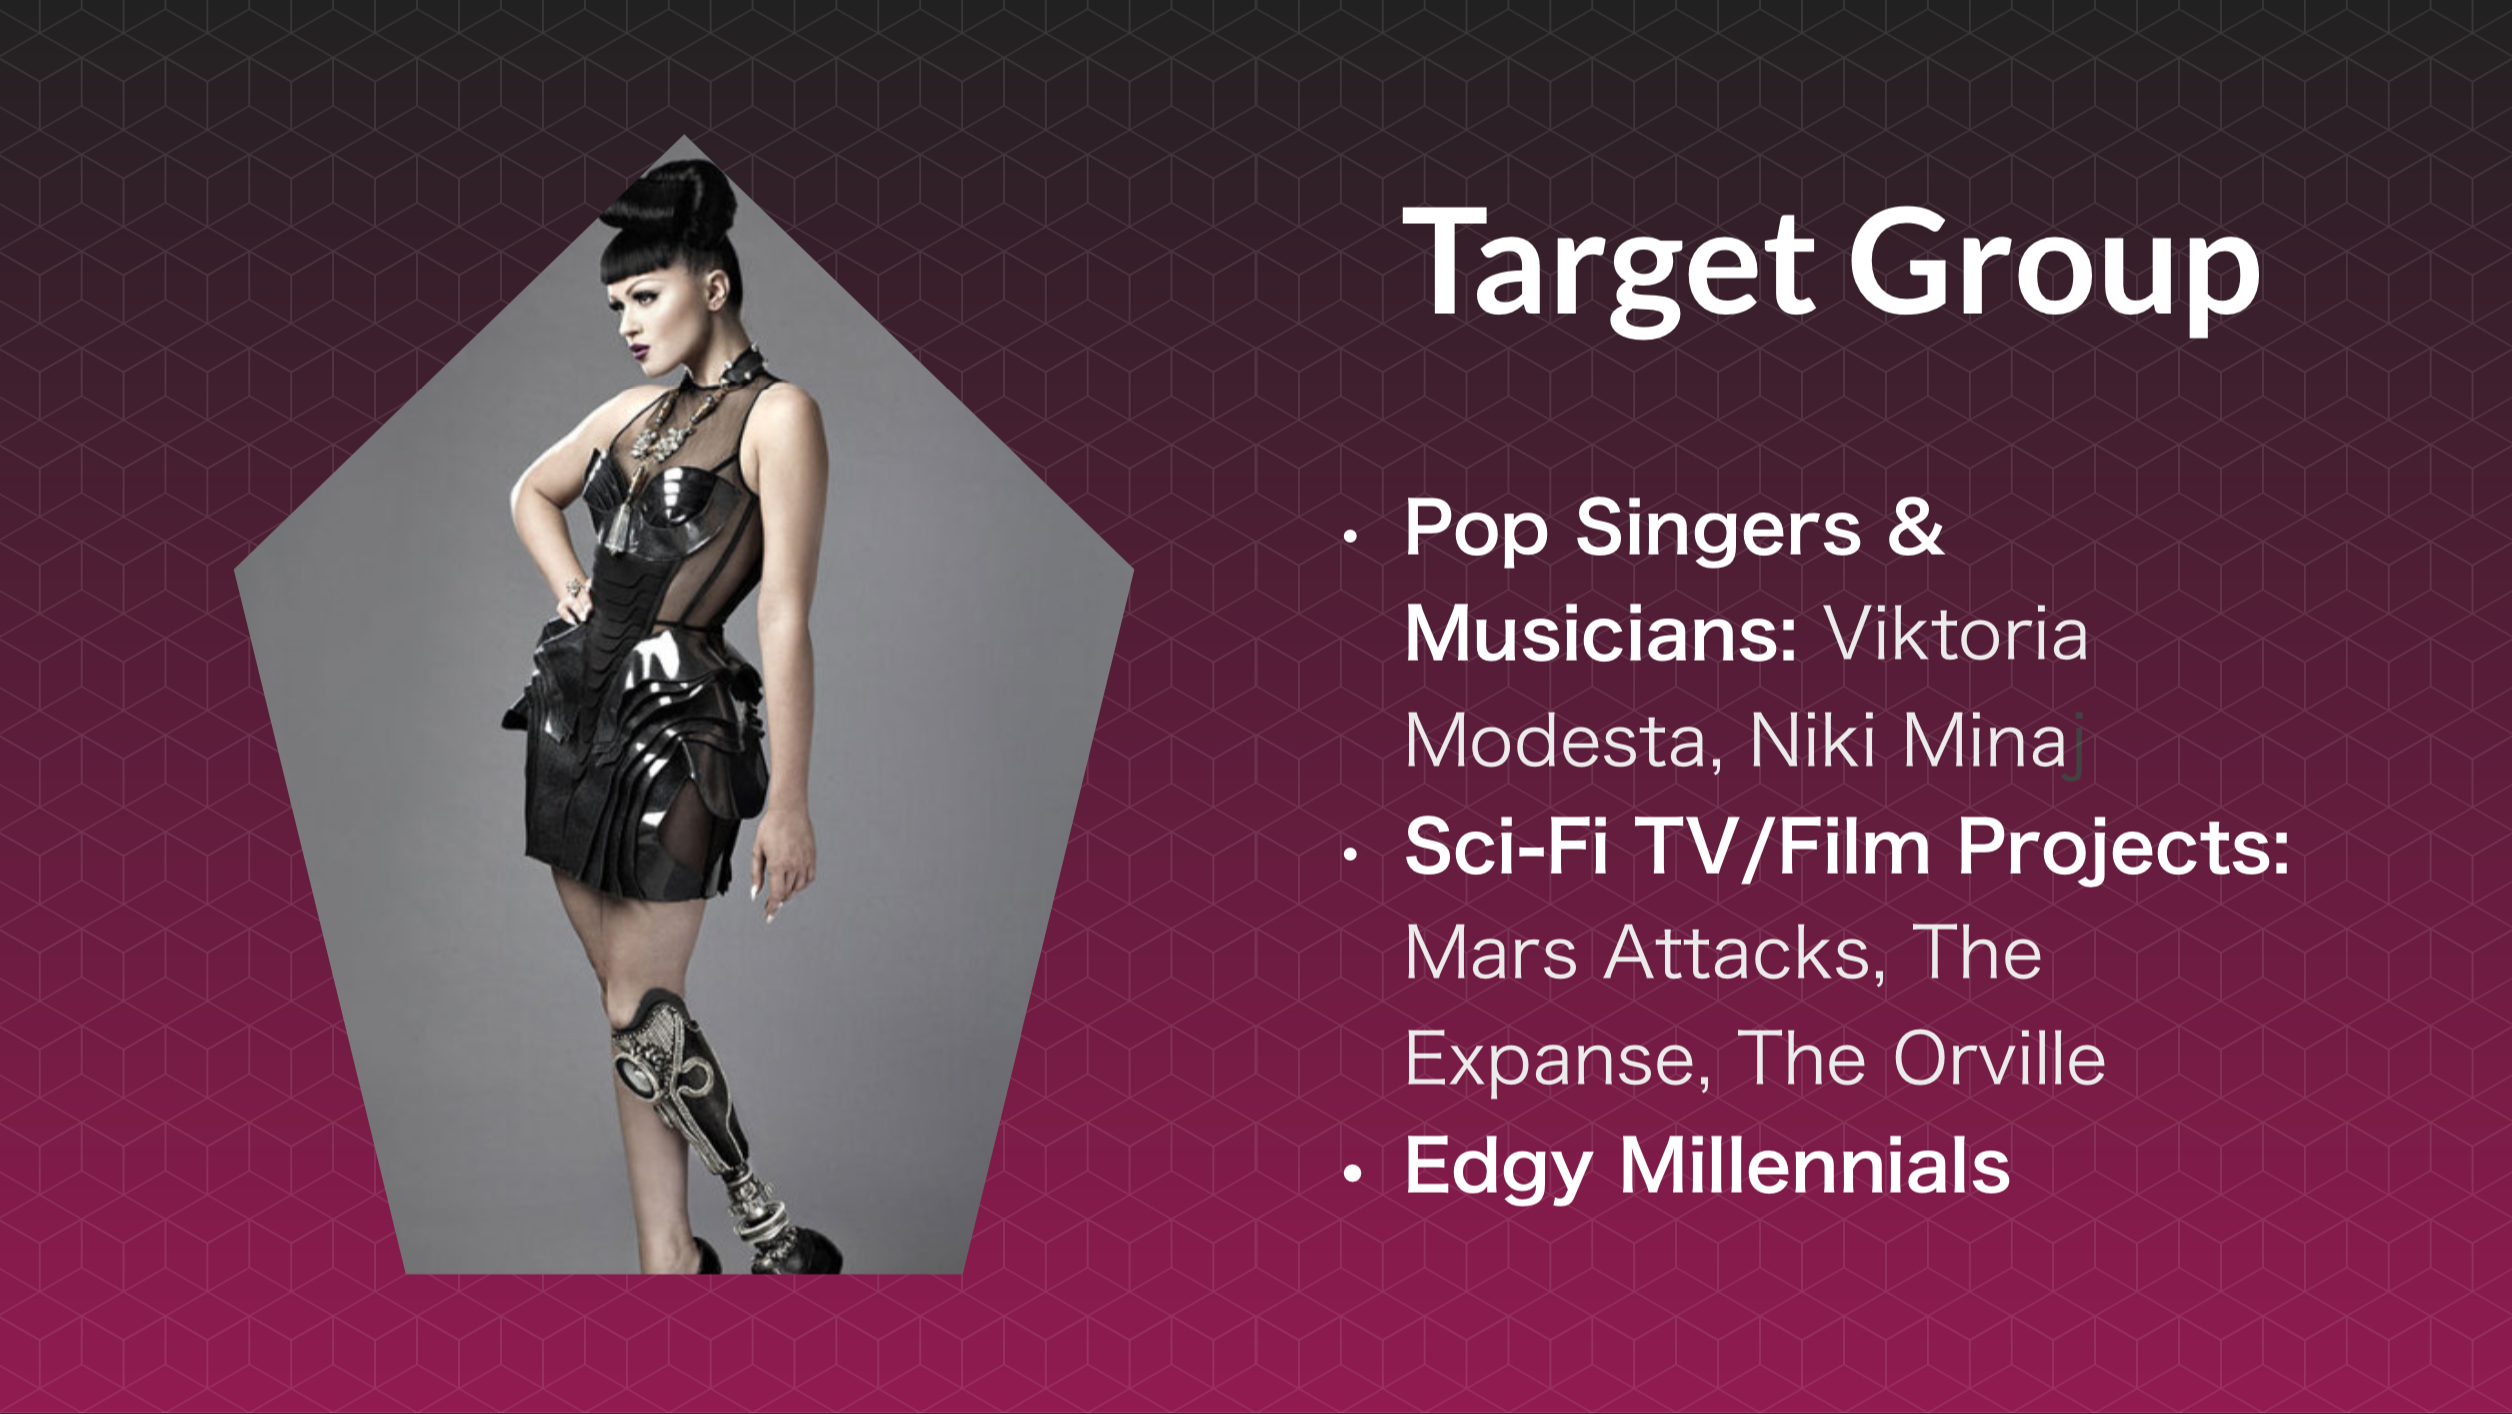 Target Group
• Pop Singers &
Musicians: Viktoria
Modesta, Niki Minaj
• Sci-Fi TV/Film Projects:
Mars Attacks, The
Expanse, The Orville
• Edgy Millennials